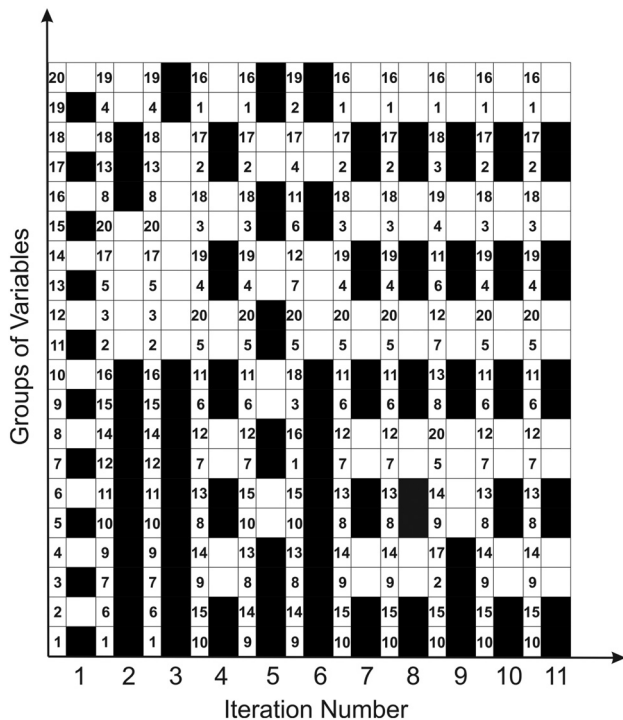 Groups of Variables
20 19 19 16 16 19 16 16 16 16 16
19 4 4 1 1 2 1 1 1 1 1
18 18 18 17 17 17 17 17 18 17 17
17 13 13 2 2 4 2 2 3 2 2
16 8 8 18 18 11 18 18 19 18 18
15 20 20 3 3 6 3 3 4 3 3
14 17 17 19 19 12 19 19 11 19 19
13 5 5 4 4 7 4 4 6 4 4
12 3 3 20 20 20 20 20 12 20 20
11 2 2 5 5 5 5 5 7 5 5
10 16 16 11 11 18 11 11 13 11 11
9 15 15 6 6 3 6 6 8 6 6
8 14 14 12 12 16 12 12 20 12 12
7 12 12 7 7 1 7 7 5 7 7
6 11 11 13 15 15 13 13 14 13 13
5 10 10 8 10 10 8 8 9 8 8
4 9 9 14 13 13 14 14 17 14 14
3 7 7 9 8 8 9 9 2 9 9
2 6 6 15 14 14 15 15 15 15 15
1 1 1 10 9 9 10 10 10 10 10
1 2 3 4 5 6 7 8 9 10 11
Iteration Number